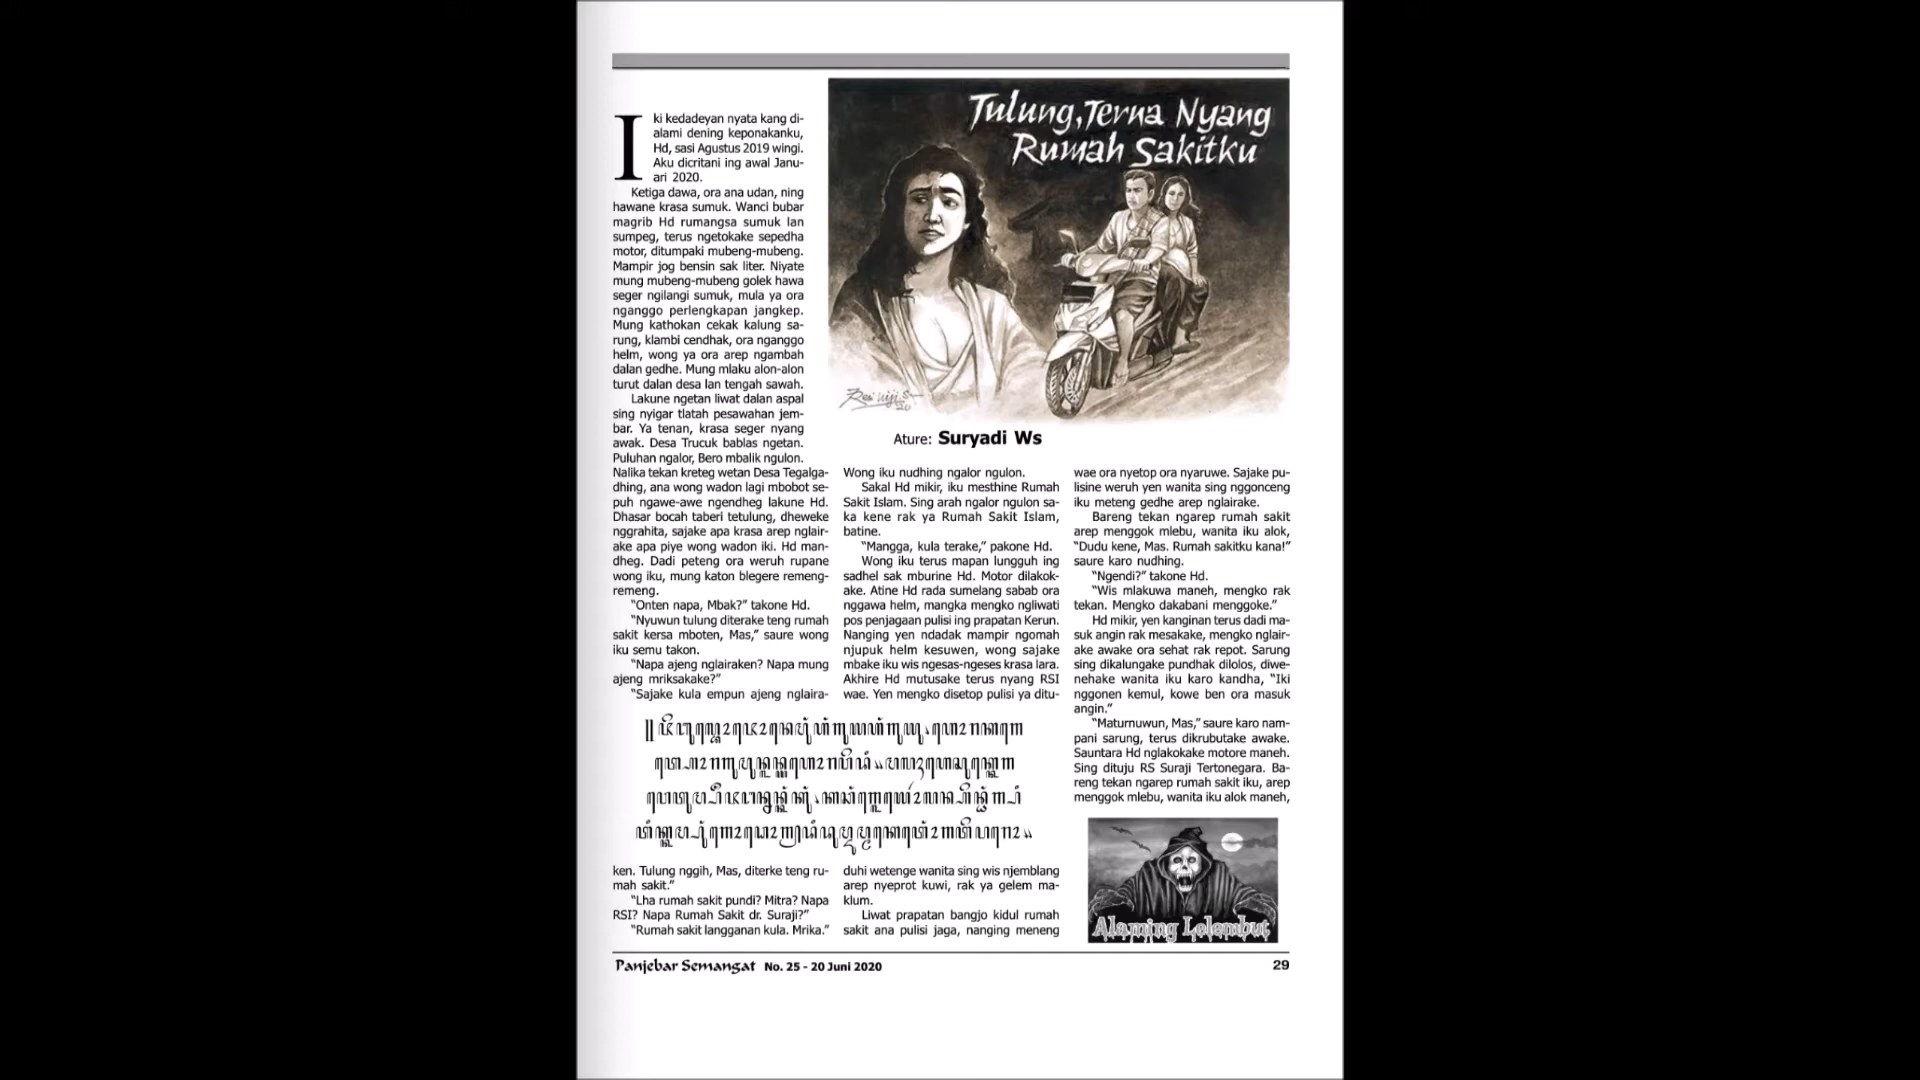 Tulung, Terna Nyang
Rumah Sakitku
Ature: Suryadi Ws
Iki kedadeyan nyata kang di-
alami dening keponakanku,
Hd, sasi Agustus 2019 wingi.
Aku dicritani ing awal Janu-
ari 2020.
Ketiga dawa, ora ana udan, ning
hawane krasa sumuk. Wanci bubar
magrib Hd rumangsa sumuk lan
sumpeg, terus ngetokake sepedha
motor, ditumpaki mubeng-mubeng.
Mampir jog bensin sak liter. Niyate
mung mubeng-mubeng golek hawa
seger ngilangi sumuk, mula ya ora
nganggo perlengkapan jangkep.
Mung kathokan cekak kalung sa-
rung, klambi cendhak, ora nganggo
helm, wong ya ora arep ngambah
dalan gedhe. Mung mlaku alon-alon
turut dalan desa lan tengah sawah.
Lakune ngetan liwat dalan aspal
sing nyigar tlatah pesawahan jem-
bar. Ya tenan, krasa seger nyang
awak. Desa Trucuk bablas ngetan.
Puluhan ngalor, Bero mbalik ngulon.
Nalika tekan kreteg wetan Desa Tegalga-
dhing, ana wong wadon lagi mbobot se-
puh ngawe-awe ngendheg lakune Hd.
Dhasar bocah taberi tetulung, dheweke
nggrahita, sajake apa krasa arep nglair-
ake apa piye wong wadon iki. Hd man-
dheg. Dadi peteng ora weruh rupane
wong iku, mung katon blegere remeng-
remeng.
“Onten napa, Mbak?” takone Hd.
“Nyuwun tulung diterake teng rumah
sakit kersa mboten, Mas,” saure wong
iku semu takon.
“Napa ajeng nglairaken? Napa mung
ajeng mriksakake?”
“Sajake kula empun ajeng nglaira-
ken. Tulung nggih, Mas, diterke teng ru-
mah sakit.”
“Lha rumah sakit pundi? Mitra? Napa
RSI? Napa Rumah Sakit dr. Suraji?”
“Rumah sakit langganan kula. Mrika.”
Wong iku nudhing ngalor ngulon.
Sakal Hd mikir, iku mesthine Rumah
Sakit Islam. Sing arah ngalor ngulon sa-
ka kene rak ya Rumah Sakit Islam,
batine.
“Mangga, kula terake,” pakone Hd.
Wong iku terus mapan lungguh ing
sadhel sak mburine Hd. Motor dilakok-
ake. Atine Hd rada sumelang sabab ora
nggawa helm, mangka mengko ngliwati
pos penjagaan pulisi ing prapatan Kerun.
Nanging yen ndadak mampir ngomah
njupuk helm kesuwen, wong sajake
mbake iku wis ngesas-ngeses krasa lara.
Akhire Hd mutusake terus nyang RSI
wae. Yen mengko disetop pulisi ya ditu-
duhi wetenge wanita sing wis njemblang
arep nyeprot kuwi, rak ya gelem ma-
klum.
Liwat prapatan bangjo kidul rumah
sakit ana pulisi jaga, nanging meneng
wae ora nyetop ora nyaruwe. Sajake pu-
lisine weruh yen wanita sing nggonceng
iku meteng gedhe arep nglairake.
Bareng tekan ngarep rumah sakit
arep menggok mlebu, wanita iku alok,
“Dudu kene, Mas. Rumah sakitku kana!”
saure karo nudhing.
“Ngendi?” takone Hd.
“Wis mlakuwa maneh, mengko rak
tekan. Mengko dakabani menggoke.”
Hd mikir, yen kanginan terus dadi ma-
suk angin rak mesakake, mengko nglair-
ake awake ora sehat rak repot. Sarung
sing dikalungake pundhak dilolos, diwe-
nehake wanita iku karo kandha, “Iki
nggonen kemul, kowe ben ora masuk
angin.”
“Maturnuwun, Mas,” saure karo nam-
pani sarung, terus dikrubutake awake.
Sauntara Hd nglakokake motore maneh.
Sing dituju RS Suraji Tertonegara. Ba-
reng tekan ngarep rumah sakit iku, arep
menggok mlebu, wanita iku alok maneh,
Alaming Lelembut
Panjebar Semangat No. 25 - 20 Juni 2020
29